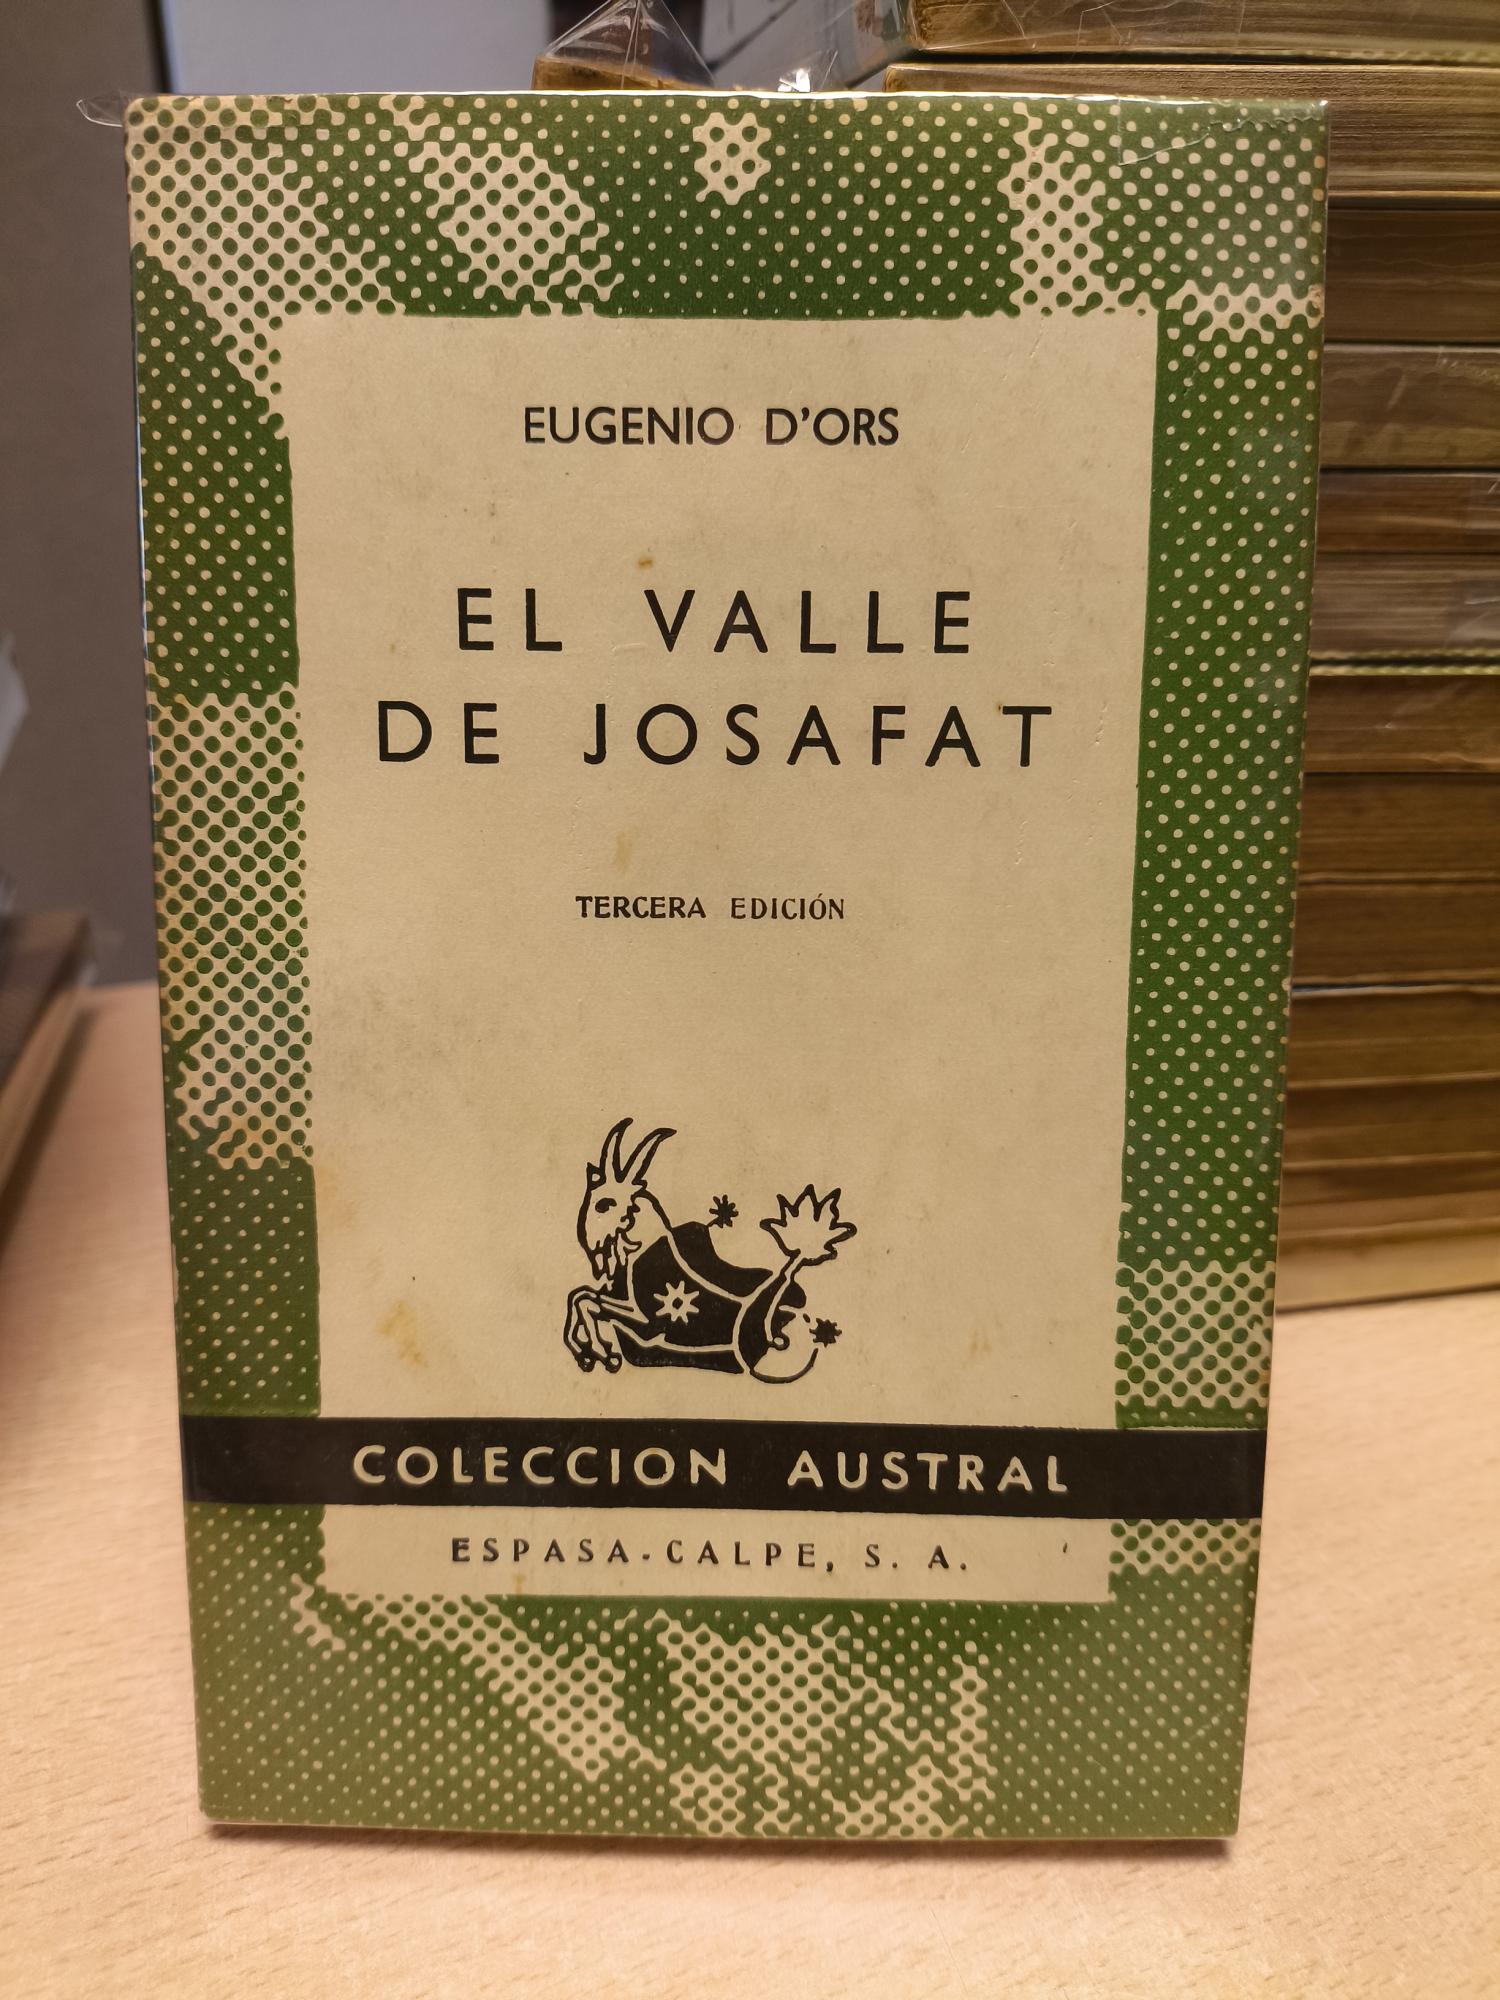 EUGENIO D'ORS
EL VALLE
DE JOSAFAT
TERCERA EDICIÓN
COLECCION AUSTRAL
ESPASA-CALPE, S. A.